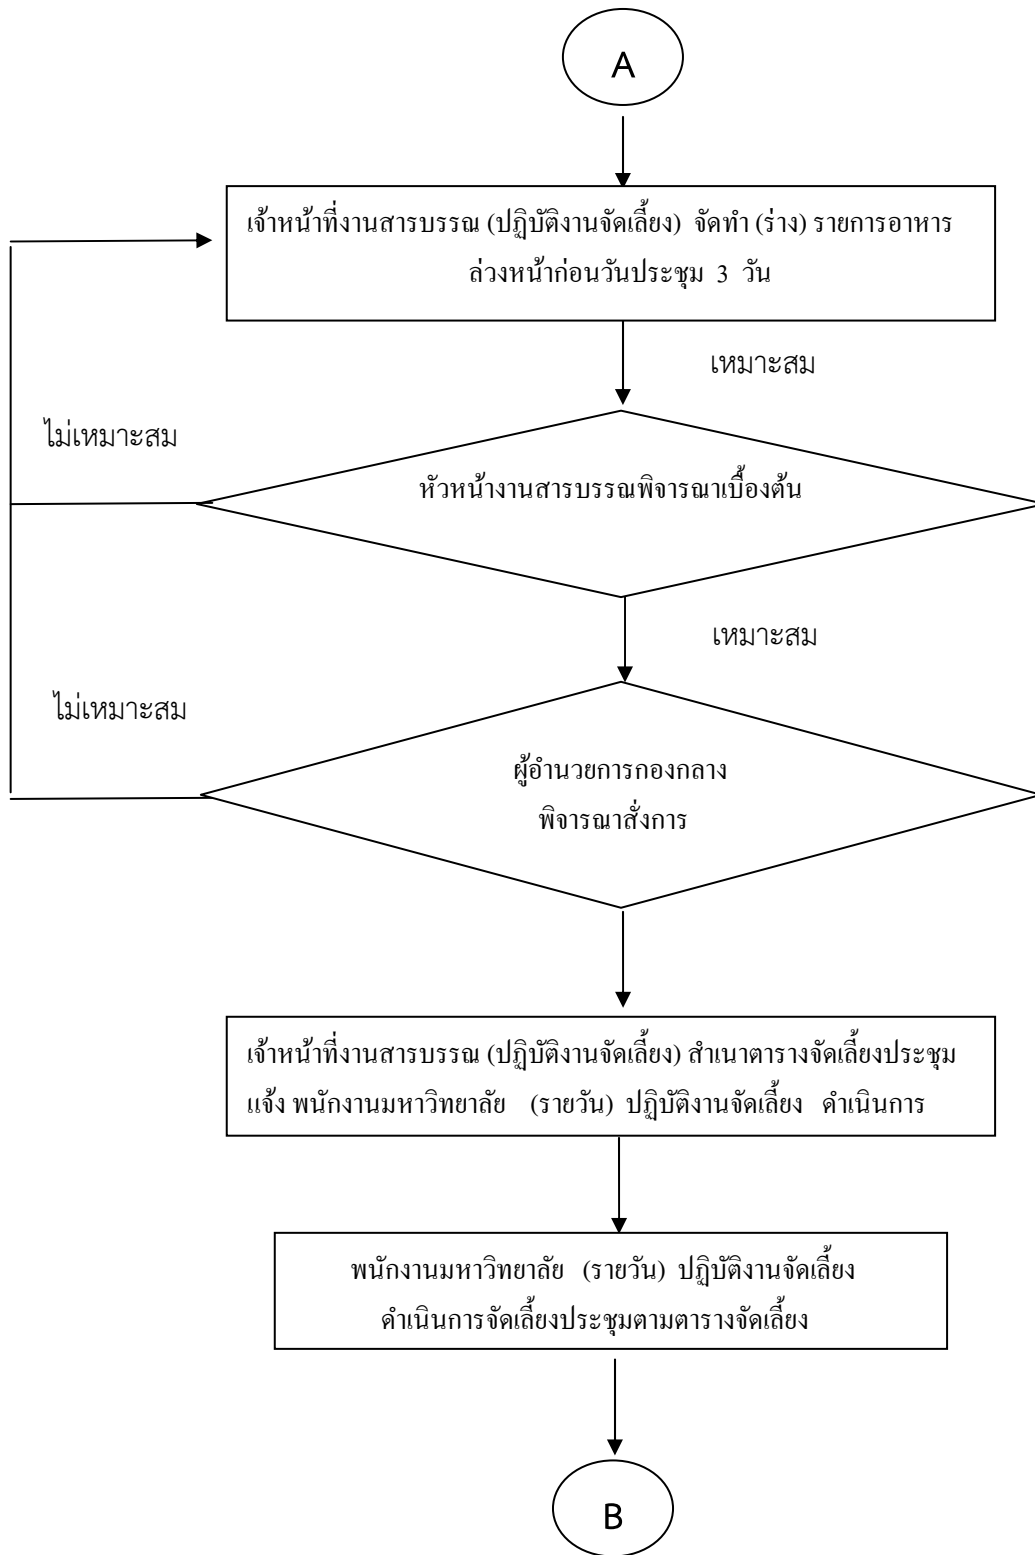 A
เจ้าหน้าที่งานสารบรรณ (ปฏิบัติงานจัดเลี้ยง) จัดทำ (ร่าง) รายการอาหาร
ล่วงหน้าก่อนวันประชุม 3 วัน
เหมาะสม
ไม่เหมาะสม
หัวหน้างานสารบรรณพิจารณาเบื้องต้น
เหมาะสม
ไม่เหมาะสม
ผู้อำนวยการกองกลาง
พิจารณาสั่งการ
เจ้าหน้าที่งานสารบรรณ (ปฏิบัติงานจัดเลี้ยง) สำเนาตารางจัดเลี้ยงประชุม
แจ้ง พนักงานมหาวิทยาลัย (รายวัน) ปฏิบัติงานจัดเลี้ยง ดำเนินการ
พนักงานมหาวิทยาลัย (รายวัน) ปฏิบัติงานจัดเลี้ยง
ดำเนินการจัดเลี้ยงประชุมตามตารางจัดเลี้ยง
B